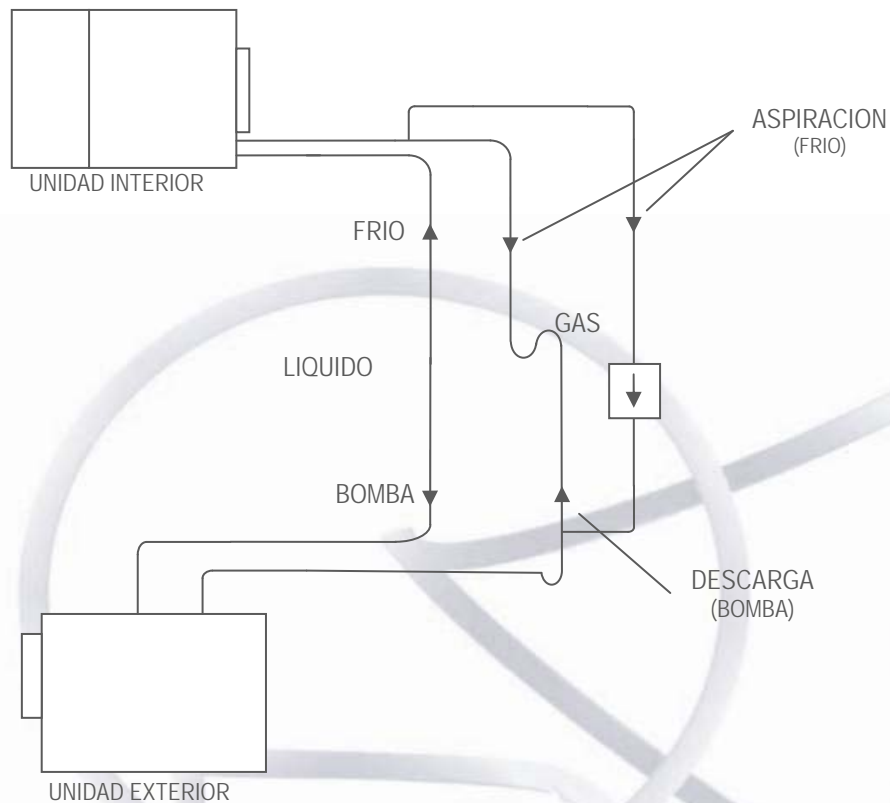 ASPIRACION
(FRIO)
UNIDAD INTERIOR
FRIO
GAS
LIQUIDO
BOMBA
DESCARGA
(BOMBA)
UNIDAD EXTERIOR